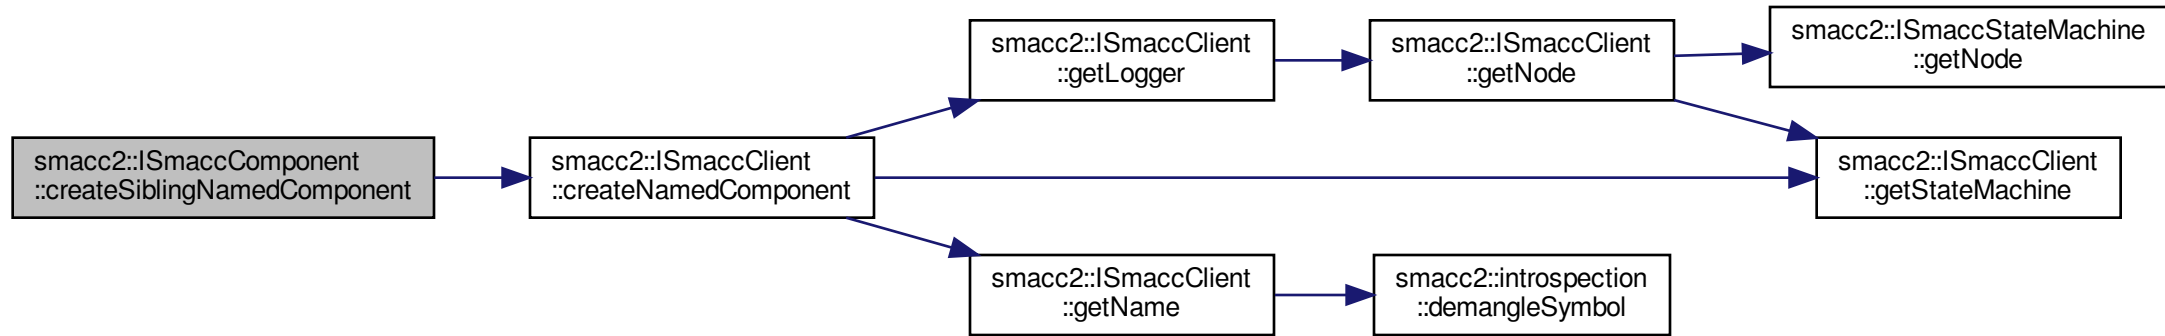 smacc2::ISmaccComponent
::createSiblingNamedComponent
smacc2::ISmaccClient
::createNamedComponent
smacc2::ISmaccClient
::getLogger
smacc2::ISmaccClient
::getNode
smacc2::ISmaccStateMachine
::getNode
smacc2::ISmaccClient
::getStateMachine
smacc2::ISmaccClient
::getName
smacc2::introspection
::demangleSymbol